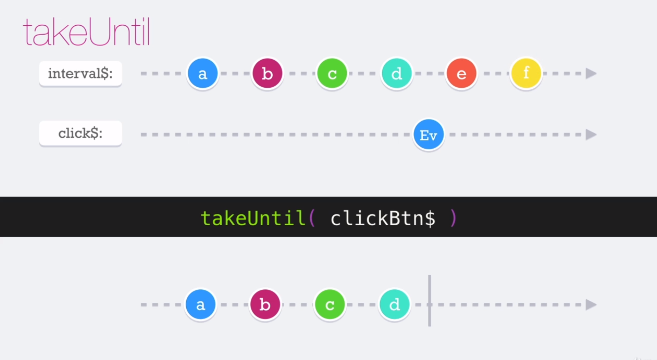 takeUntil
interval$:
a b c d e f
click$:
Ev
takeUntil( clickBtn$ )
a b c d